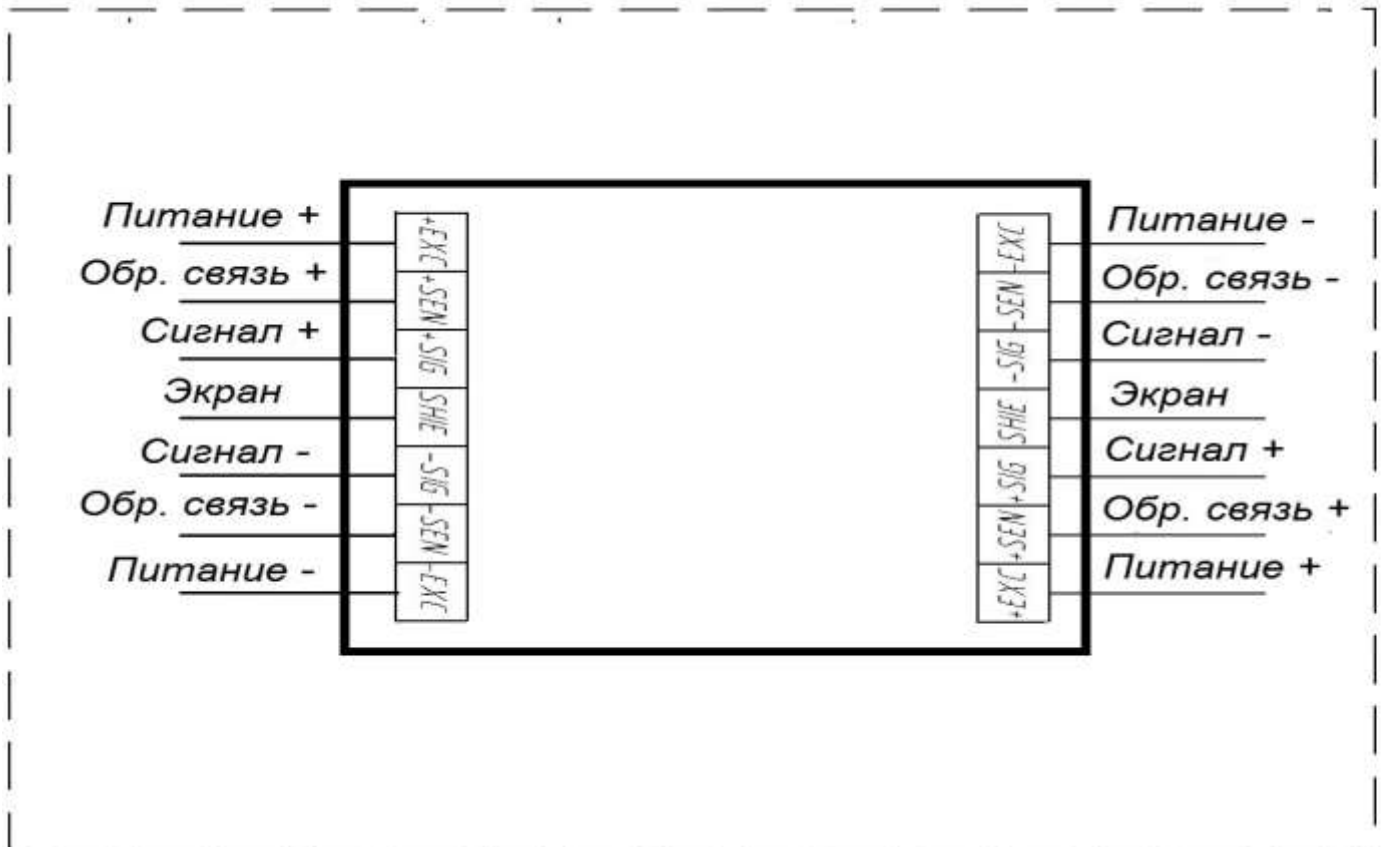 Питание +
Обр. связь +
Сигнал +
Экран
Сигнал -
Обр. связь -
Питание -
+EXC
+SEN
+SIG
SHIE
-SIG
-SEN
-EXC
-EXC
-SEN
-SIG
SHIE
+SIG
+SEN
+EXC
Питание -
Обр. связь -
Сигнал -
Экран
Сигнал +
Обр. связь +
Питание +